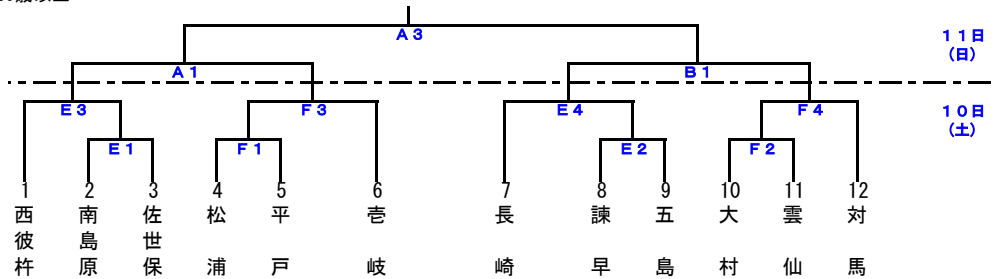 A3
11日
(日)
A1
B1
E3
F3
E4
F4
10日
(土)
E1
F1
E2
F2
1 2 3 4 5 6 7 8 9 10 11 12
西彼杵
南島原
佐世保
松浦
平戸
壱岐
長崎
諫早
五島
大村
雲仙
対馬